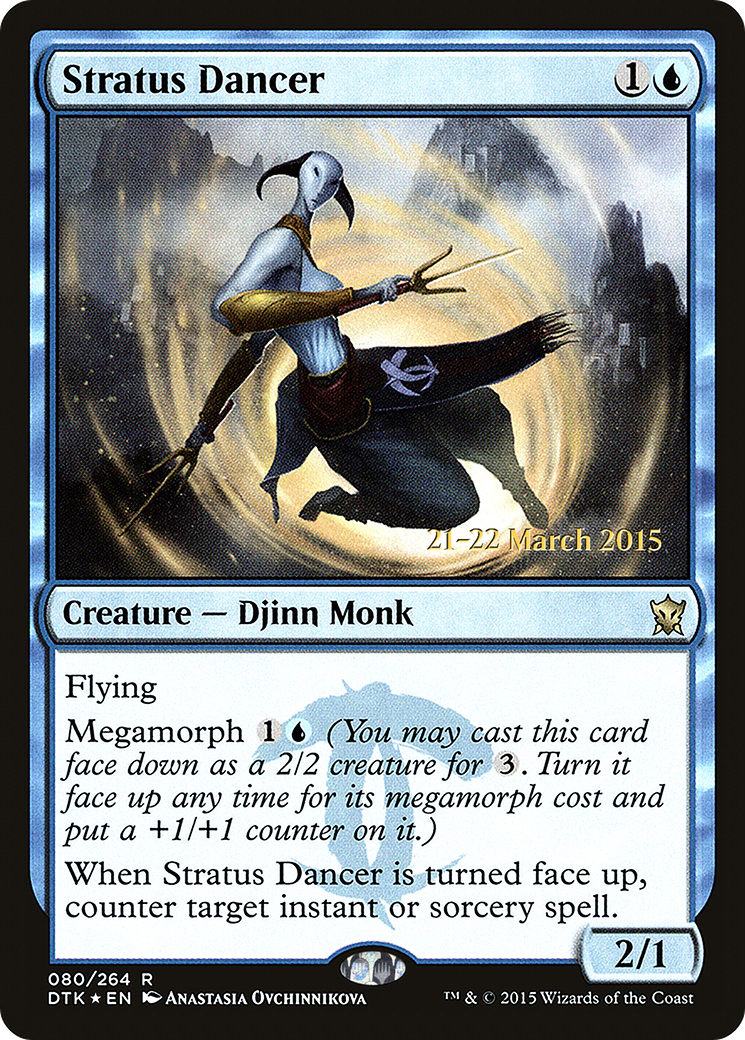 Stratus Dancer 1
21–22 March 2015
Creature — Djinn Monk
Flying
Megamorph 1 (You may cast this card
face down as a 2/2 creature for 3. Turn it
face up any time for its megamorph cost and
put a +1/+1 counter on it.)
When Stratus Dancer is turned face up,
counter target instant or sorcery spell.
2/1
080/264 R
DTK ★ EN Anastasia Ovchinnikova
™ & © 2015 Wizards of the Coast